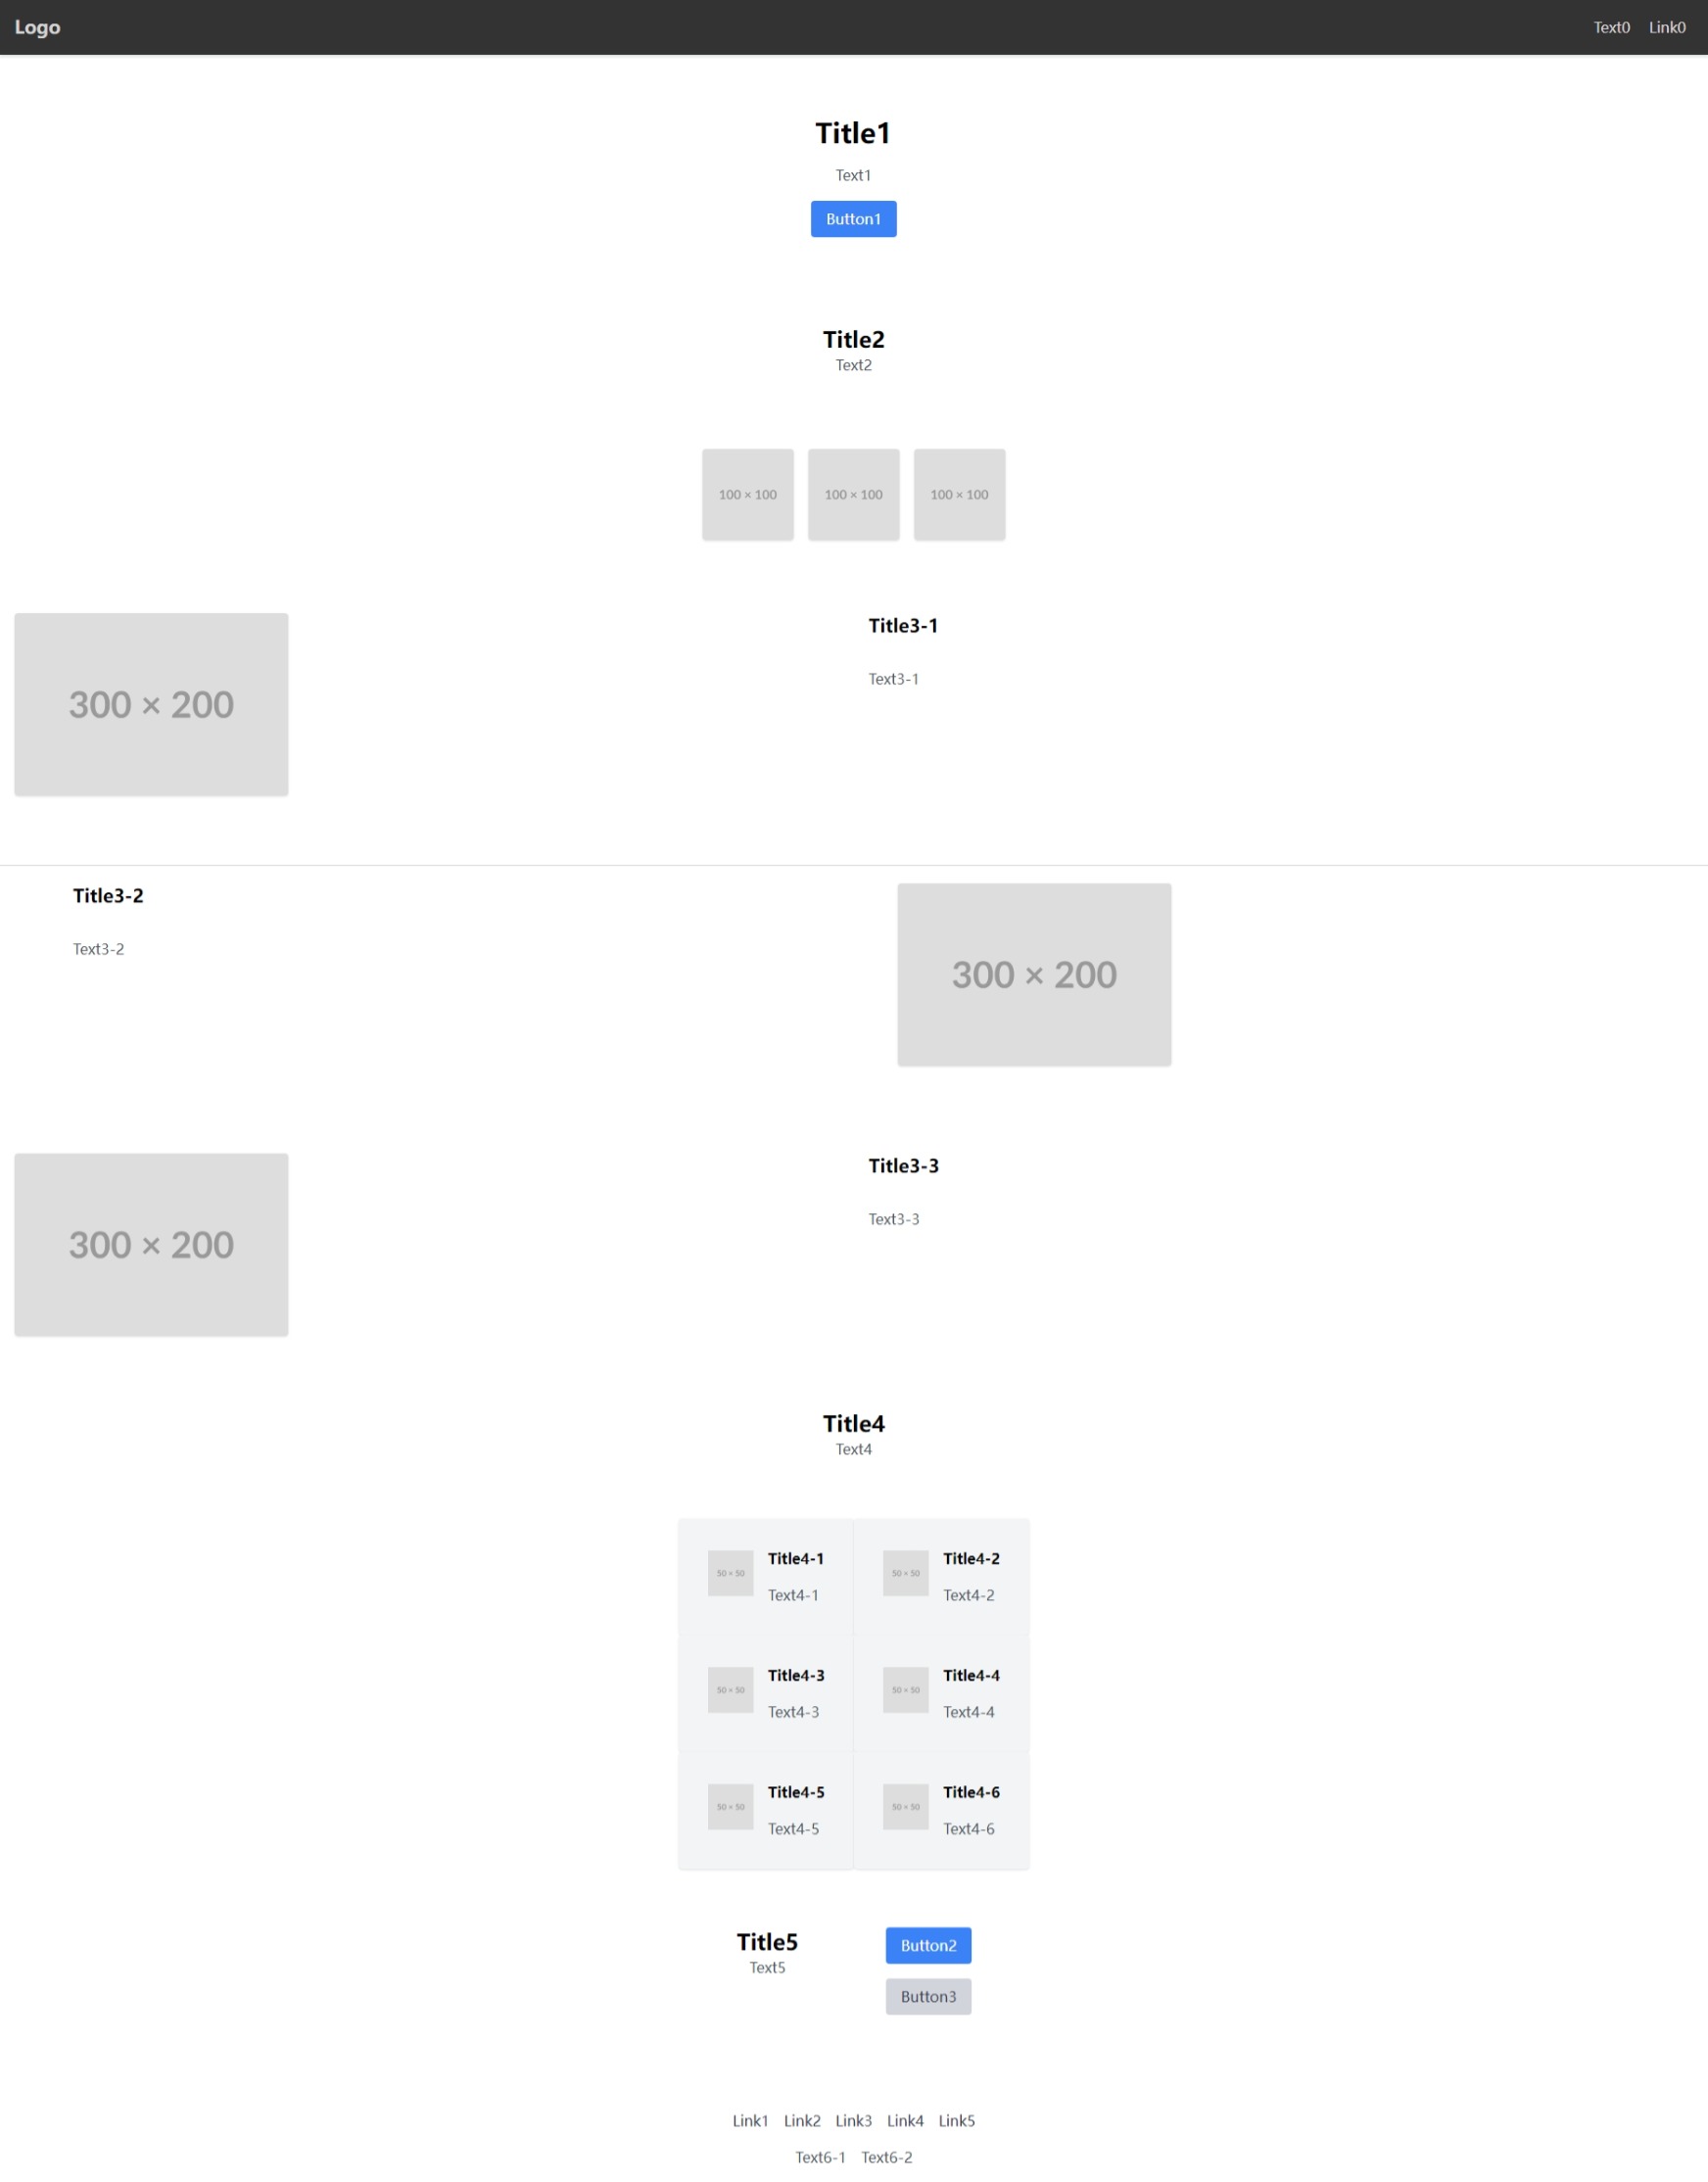 Logo Text0 Link0
Title1
Text1
Button1
Title2
Text2
100 × 100 100 × 100 100 × 100
300 × 200
Title3-1
Text3-1
Title3-2
Text3-2
300 × 200
300 × 200
Title3-3
Text3-3
Title4
Text4
50 × 50
Title4-1
Text4-1
50 × 50
Title4-2
Text4-2
50 × 50
Title4-3
Text4-3
50 × 50
Title4-4
Text4-4
50 × 50
Title4-5
Text4-5
50 × 50
Title4-6
Text4-6
Title5
Text5
Button2
Button3
Link1 Link2 Link3 Link4 Link5
Text6-1 Text6-2